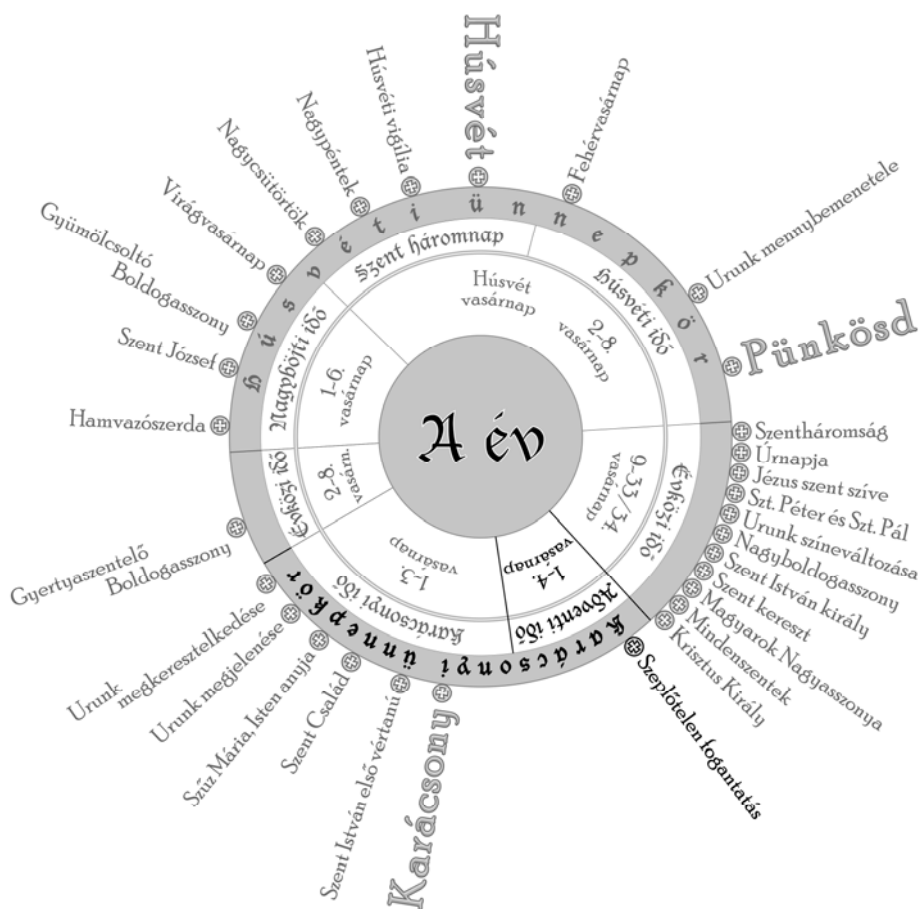 Húsvét
Fehérvasárnap
Urunk mennybemenetele
Pünkösd
Szentháromság
Úrnapja
Jézus szent szíve
Szt. Péter és Szt. Pál
Urunk színeváltozása
Nagyboldogasszony
Szent István király
Szent kereszt
Magyarok Nagyasszonya
Mindenszentek
Krisztus Király
Szeplőtelen fogantatás
Karácsony
Szent István első vértanú
Szent Család
Szűz Mária, Isten anyja
Urunk megjelenése
Urunk
megkeresztelkedése
Gyertyaszentelő
Boldogasszony
Hamvazószerda
Szent József
Gyümölcsoltó
Boldogasszony
Virágvasárnap
Nagycsütörtök
Nagypéntek
Húsvéti vigília
Húsvéti ünnepkör
Karácsonyi ünnepkör
Szent háromnap
Húsvéti idő
Évközi idő
Adventi idő
Karácsonyi idő
Évközi idő
Nagyböjti idő
Húsvét
vasárnap
2-8.
vasárnap
9-33/34.
vasárnap
1-4.
vasárnap
1-3.
vasárnap
2-8.
vasárn.
1-6.
vasárnap
A év